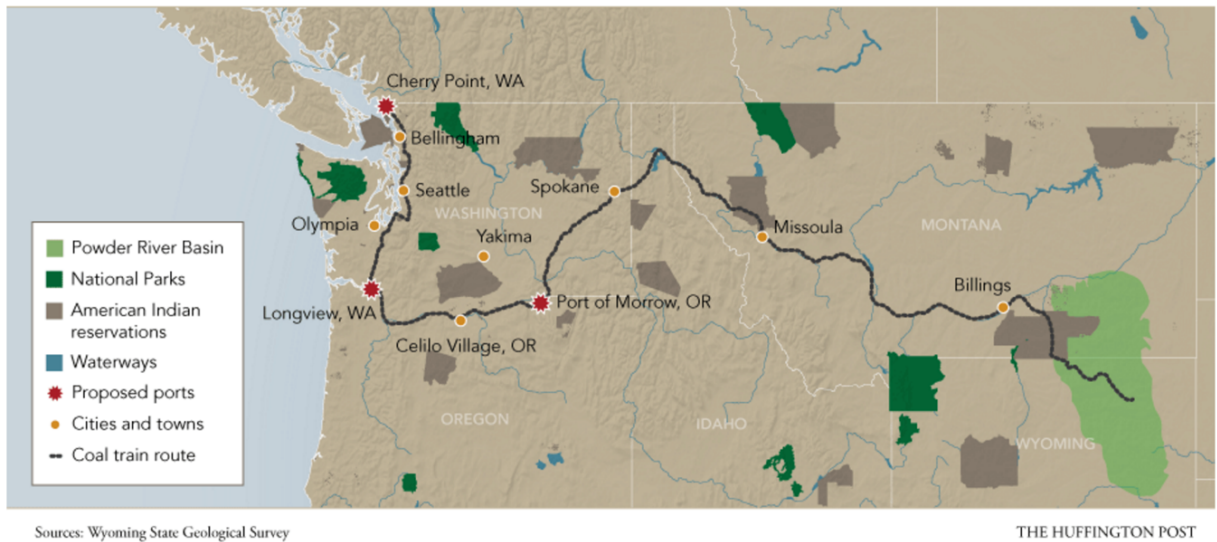 Cherry Point, WA
Bellingham
Seattle
Spokane
WASHINGTON
Olympia
Yakima
Missoula
MONTANA
Powder River Basin
National Parks
American Indian
reservations
Waterways
Proposed ports
Cities and towns
Coal train route
Billings
Longview, WA
Port of Morrow, OR
Celilo Village, OR
OREGON
IDAHO
WYOMING
Sources: Wyoming State Geological Survey
THE HUFFINGTON POST